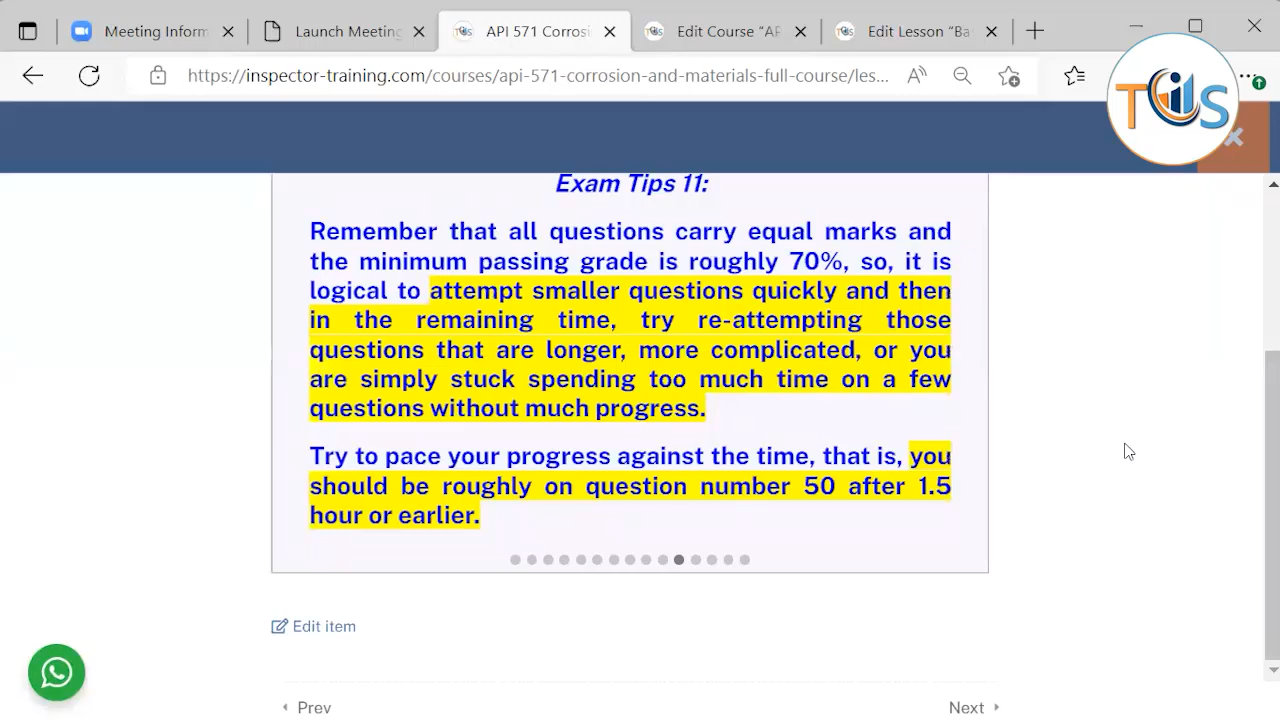 Meeting Inform
Launch Meeting
API 571 Corrosi
Edit Course “AP
Edit Lesson “Ba
https://inspector-training.com/courses/api-571-corrosion-and-materials-full-course/les...
TCIS
Exam Tips 11:
Remember that all questions carry equal marks and
the minimum passing grade is roughly 70%, so, it is
logical to attempt smaller questions quickly and then
in the remaining time, try re-attempting those
questions that are longer, more complicated, or you
are simply stuck spending too much time on a few
questions without much progress.
Try to pace your progress against the time, that is, you
should be roughly on question number 50 after 1.5
hour or earlier.
Edit item
Prev
Next